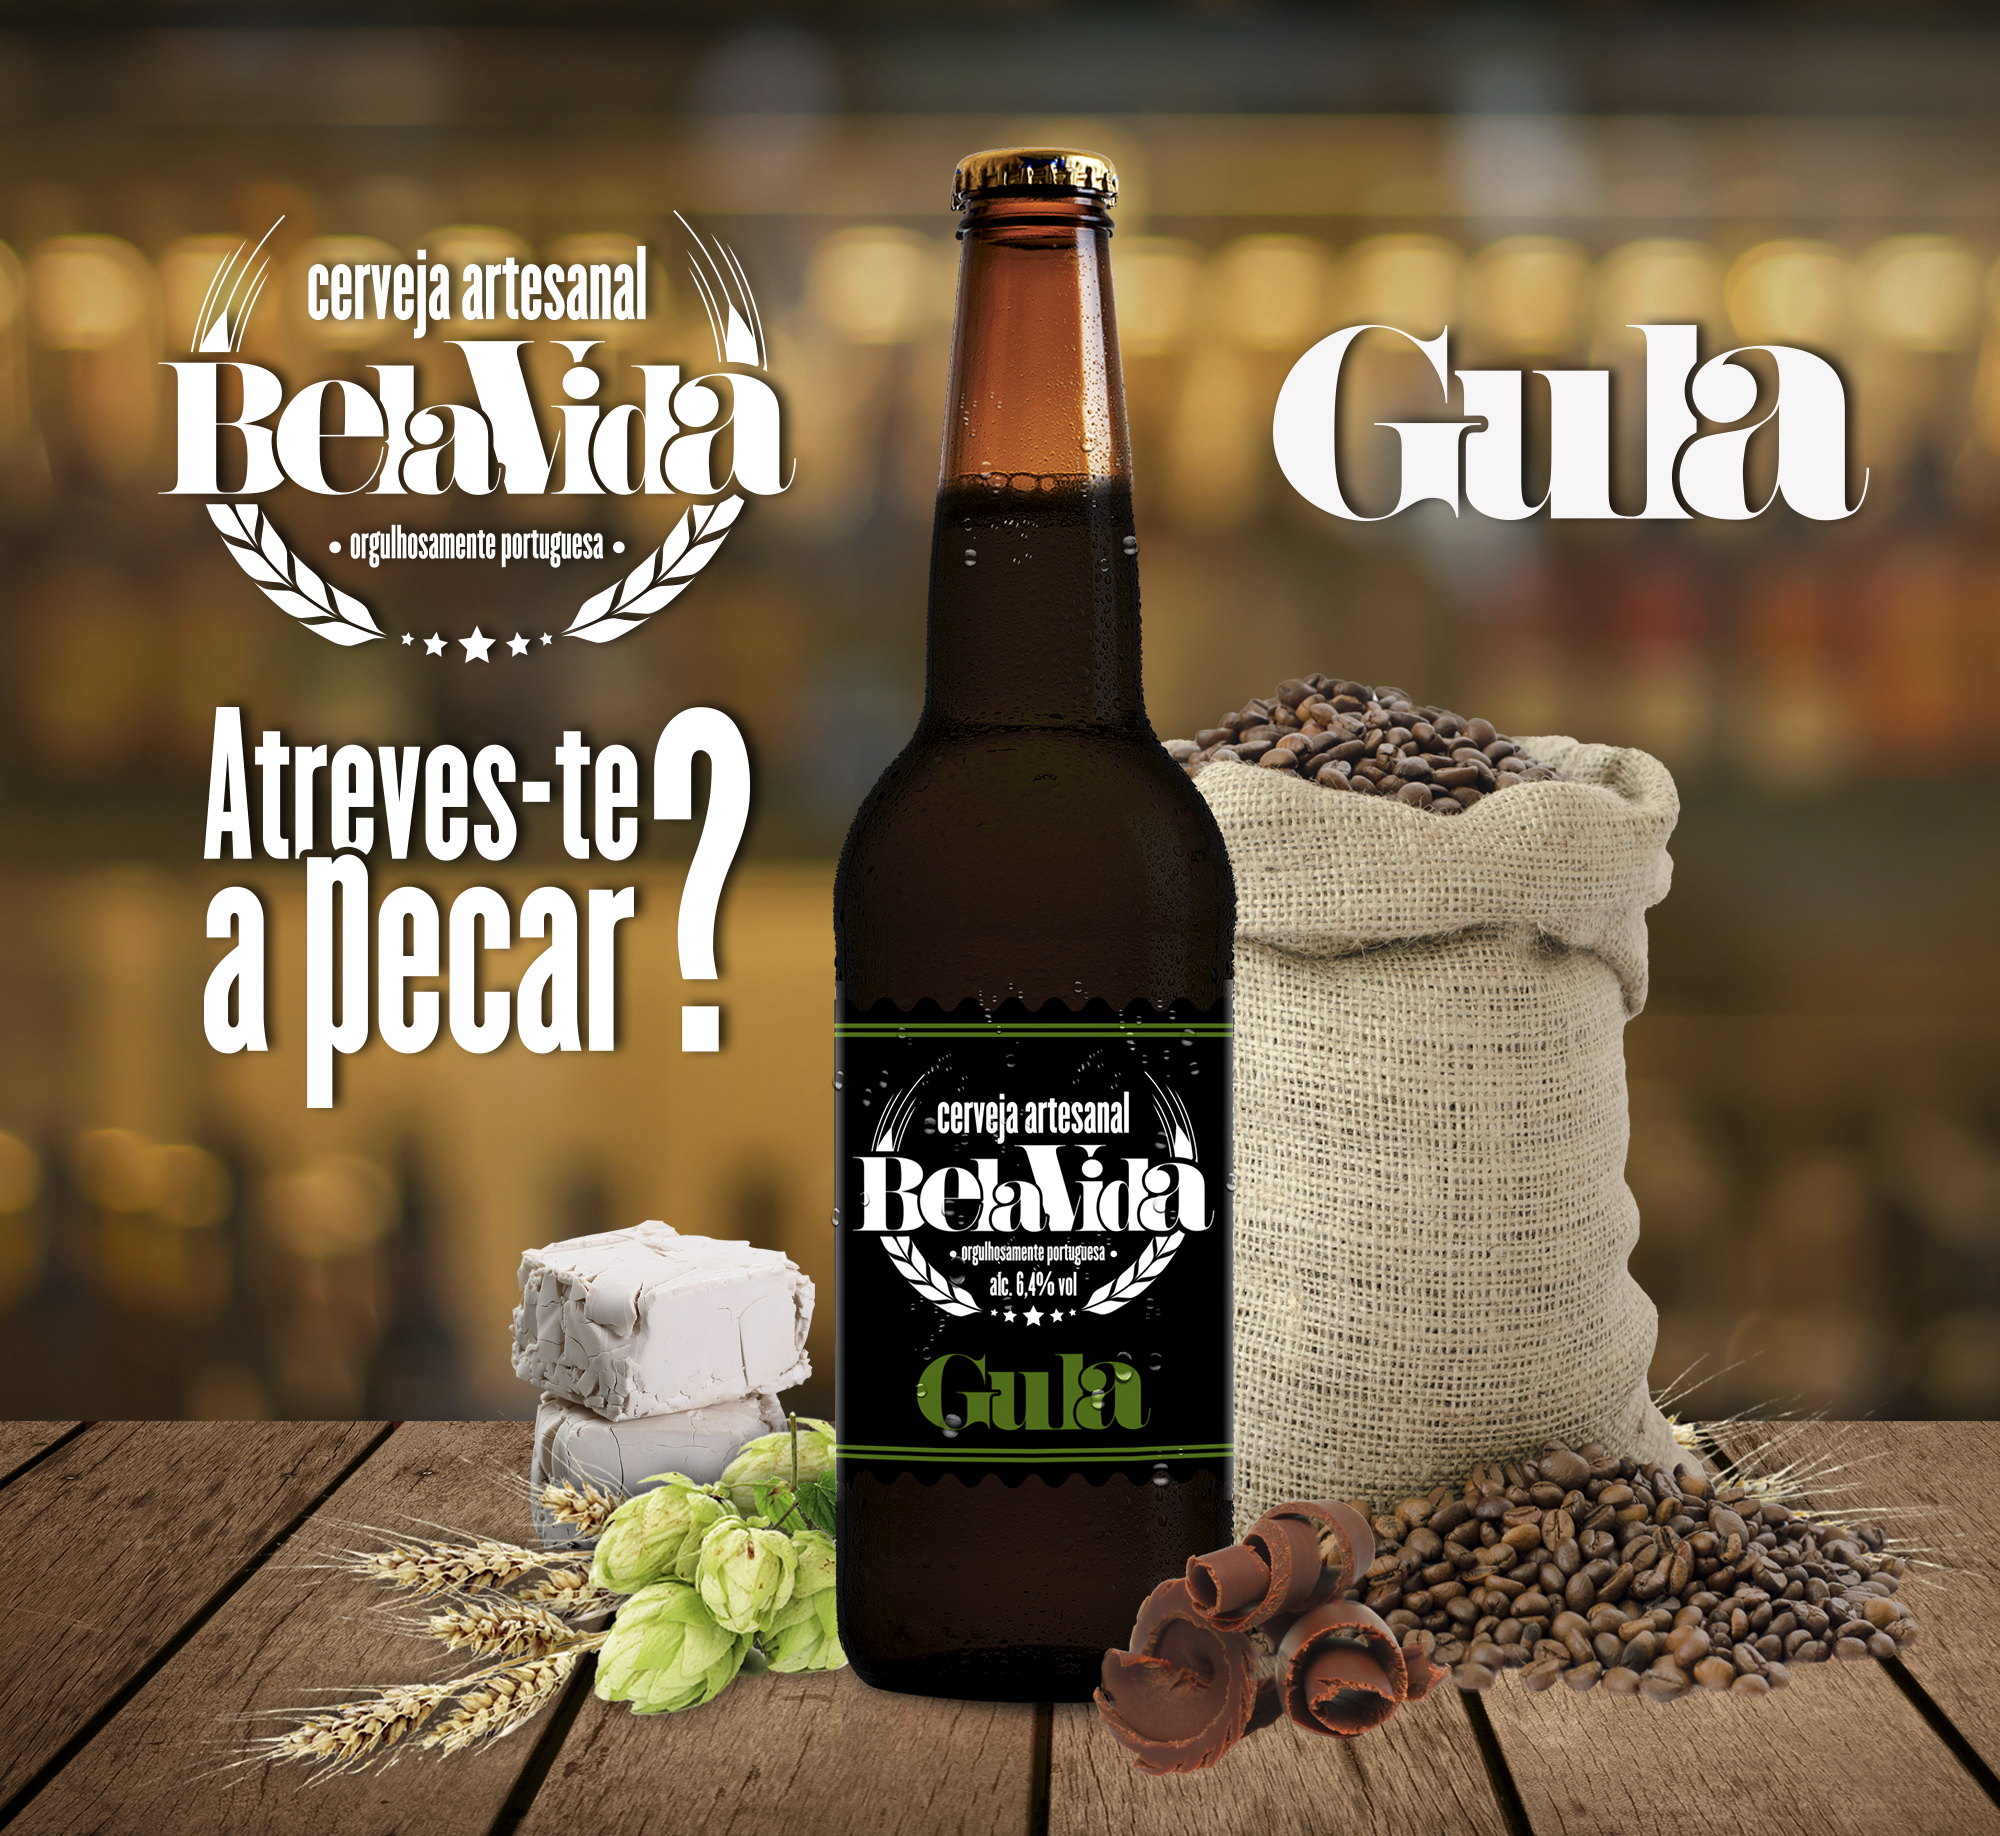 cerveja artesanal
BelaVida
• orgulhosamente portuguesa •
Atreves-te
a pecar?
Gula
cerveja artesanal
BelaVida
• orgulhosamente portuguesa •
alc. 6,4% vol
Gula